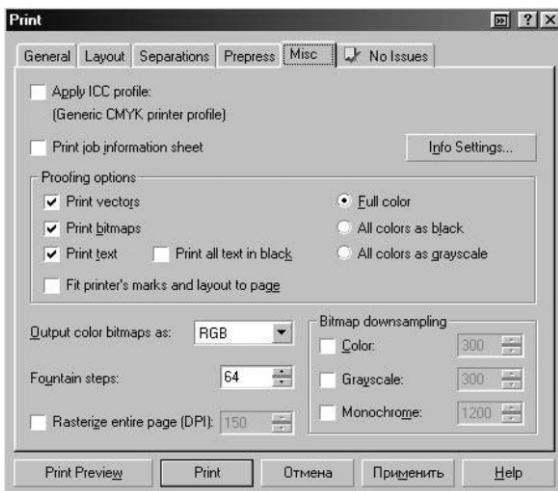 Print
General Layout Separations Prepress Misc No Issues
Apply ICC profile:
(Generic CMYK printer profile)
Print job information sheet Info Settings...
Proofing options
Print vectors Full color
Print bitmaps All colors as black
Print text Print all text in black All colors as grayscale
Fit printer's marks and layout to page
Output color bitmaps as: RGB
Bitmap downsampling
Color: 300
Fountain steps: 64
Grayscale: 300
Rasterize entire page (DPI): 150
Monochrome: 1200
Print Preview Print Отмена Применить Help